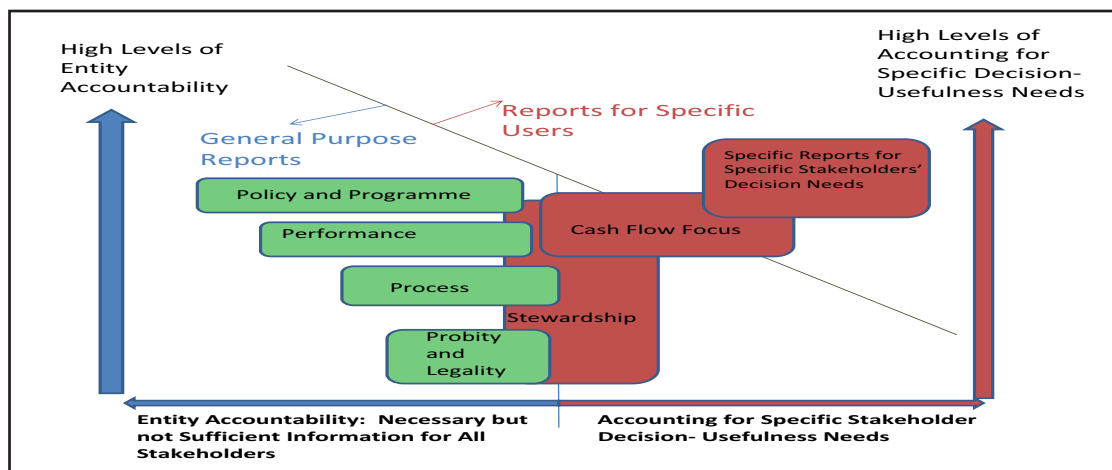 High Levels of
Entity
Accountability
High Levels of
Accounting for
Specific Decision-
Usefulness Needs
General Purpose
Reports
Reports for Specific
Users
Specific Reports for
Specific Stakeholders'
Decision Needs
Policy and Programme
Performance
Cash Flow Focus
Process
Stewardship
Probity
and
Legality
Entity Accountability: Necessary but
not Sufficient Information for All
Stakeholders
Accounting for Specific Stakeholder
Decision- Usefulness Needs